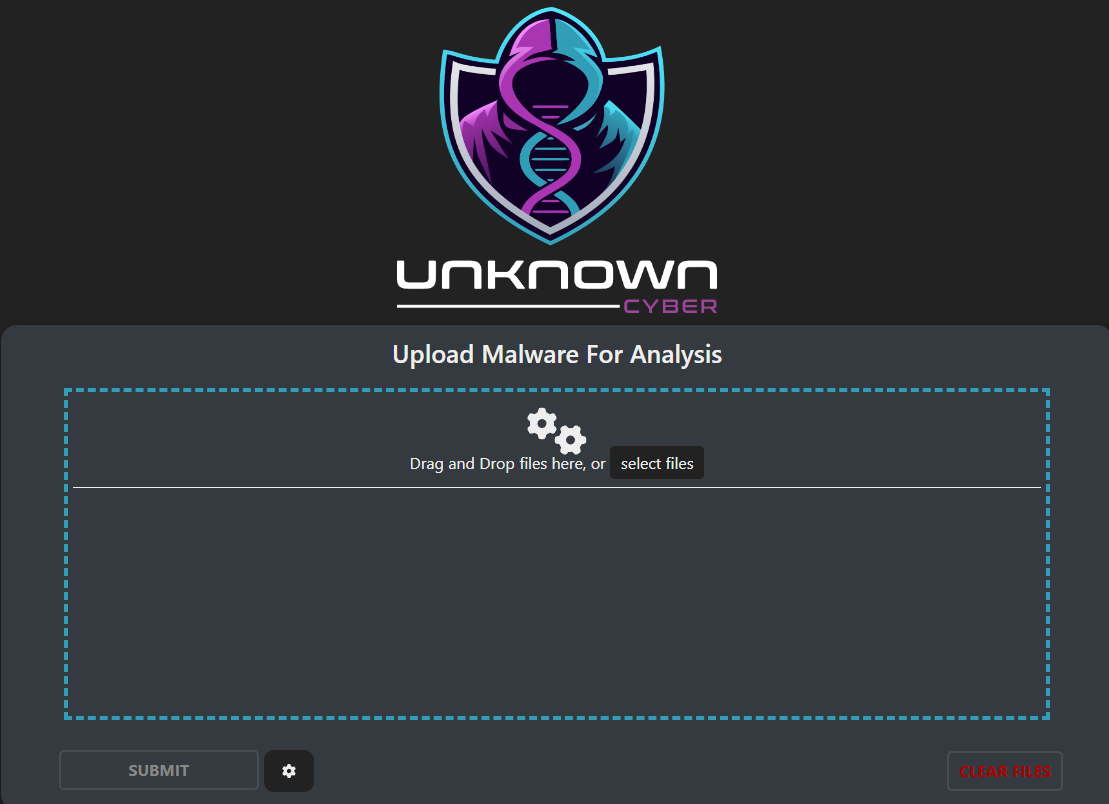 UNKNOWN
CYBER
Upload Malware For Analysis
Drag and Drop files here, or select files
SUBMIT
CLEAR FILES